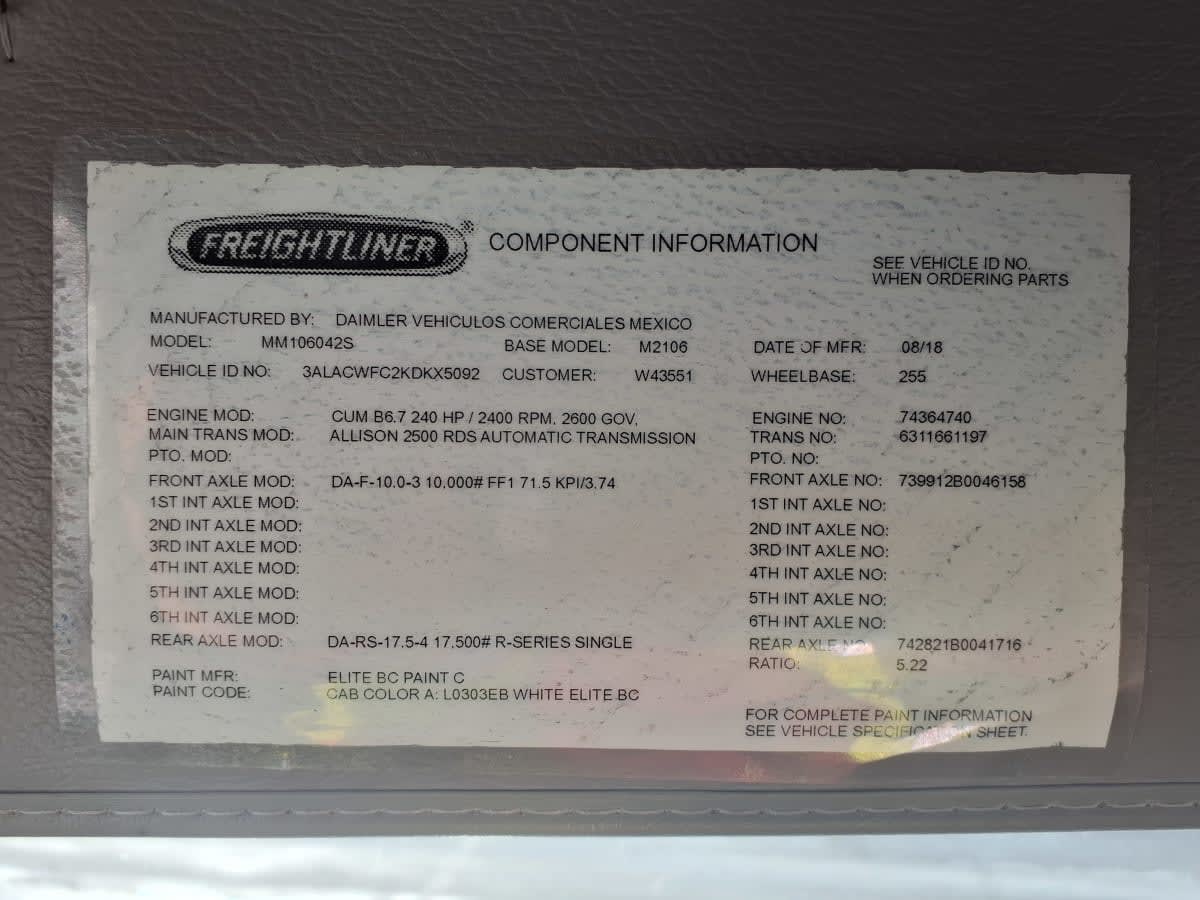 FREIGHTLINER® COMPONENT INFORMATION
SEE VEHICLE ID NO.
WHEN ORDERING PARTS
MANUFACTURED BY: DAIMLER VEHICULOS COMERCIALES MEXICO
MODEL: MM106042S BASE MODEL: M2106 DATE OF MFR: 08/18
VEHICLE ID NO: 3ALACWFC2KDKX5092 CUSTOMER: W43551 WHEELBASE: 255
ENGINE MOD: CUM B6.7 240 HP / 2400 RPM, 2600 GOV, ENGINE NO: 74364740
MAIN TRANS MOD: ALLISON 2500 RDS AUTOMATIC TRANSMISSION TRANS NO: 6311661197
PTO. MOD: PTO. NO:
FRONT AXLE MOD: DA-F-10.0-3 10,000# FF1 71.5 KPI/3.74 FRONT AXLE NO: 739912B0046158
1ST INT AXLE MOD: 1ST INT AXLE NO:
2ND INT AXLE MOD: 2ND INT AXLE NO:
3RD INT AXLE MOD: 3RD INT AXLE NO:
4TH INT AXLE MOD: 4TH INT AXLE NO:
5TH INT AXLE MOD: 5TH INT AXLE NO:
6TH INT AXLE MOD: 6TH INT AXLE NO:
REAR AXLE MOD: DA-RS-17.5-4 17,500# R-SERIES SINGLE REAR AXLE NO: 742821B0041716
RATIO: 5.22
PAINT MFR: ELITE BC PAINT C
PAINT CODE: CAB COLOR A: L0303EB WHITE ELITE BC
FOR COMPLETE PAINT INFORMATION
SEE VEHICLE SPECIFICATION SHEET.